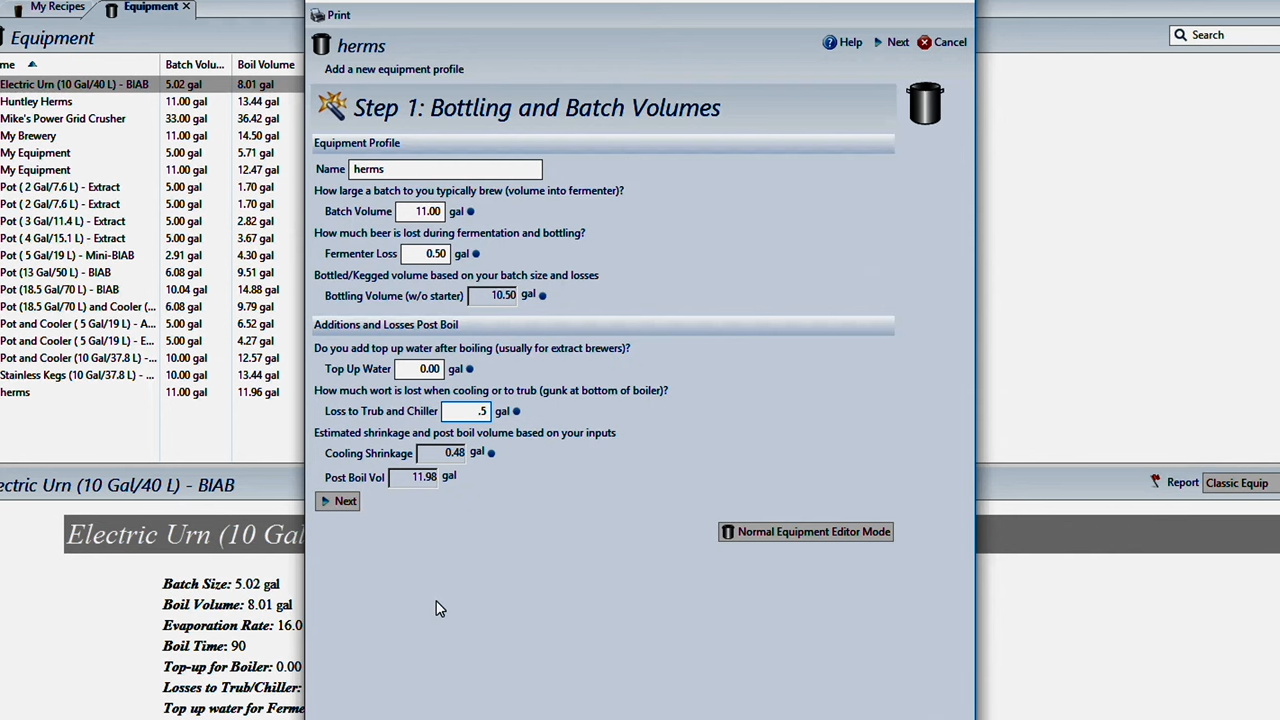 My Recipes
Equipment
Equipment
Search
me Batch Volu... Boil Volume
Electric Urn (10 Gal/40 L) - BIAB 5.02 gal 8.01 gal
Huntley Herms 11.00 gal 13.44 gal
Mike's Power Grid Crusher 33.00 gal 36.42 gal
My Brewery 11.00 gal 14.50 gal
My Equipment 5.00 gal 5.71 gal
My Equipment 11.00 gal 12.47 gal
Pot ( 2 Gal/7.6 L) - Extract 5.00 gal 1.70 gal
Pot ( 2 Gal/7.6 L) - Extract 5.00 gal 1.70 gal
Pot ( 3 Gal/11.4 L) - Extract 5.00 gal 2.82 gal
Pot ( 4 Gal/15.1 L) - Extract 5.00 gal 3.67 gal
Pot ( 5 Gal/19 L) - Mini-BIAB 2.91 gal 4.30 gal
Pot (13 Gal/50 L) - BIAB 6.08 gal 9.51 gal
Pot (18.5 Gal/70 L) - BIAB 10.04 gal 14.88 gal
Pot (18.5 Gal/70 L) and Cooler (... 6.08 gal 9.79 gal
Pot and Cooler ( 5 Gal/19 L) - A... 5.00 gal 6.52 gal
Pot and Cooler ( 5 Gal/19 L) - E... 5.00 gal 4.27 gal
Pot and Cooler (10 Gal/37.8 L) - ... 10.00 gal 12.57 gal
Stainless Kegs (10 Gal/37.8 L) - ... 10.00 gal 13.44 gal
herms 11.00 gal 11.96 gal
Print
herms
Help Next Cancel
Add a new equipment profile
Step 1: Bottling and Batch Volumes
Equipment Profile
Name herms
How large a batch to you typically brew (volume into fermenter)?
Batch Volume 11.00 gal
How much beer is lost during fermentation and bottling?
Fermenter Loss 0.50 gal
Bottled/Kegged volume based on your batch size and losses
Bottling Volume (w/o starter) 10.50 gal
Additions and Losses Post Boil
Do you add top up water after boiling (usually for extract brewers)?
Top Up Water 0.00 gal
How much wort is lost when cooling or to trub (gunk at bottom of boiler)?
Loss to Trub and Chiller .5 gal
Estimated shrinkage and post boil volume based on your inputs
Cooling Shrinkage 0.48 gal
Post Boil Vol 11.98 gal
Next
Normal Equipment Editor Mode
ectric Urn (10 Gal/40 L) - BIAB
Report Classic Equip
Electric Urn (10 Gal
Batch Size: 5.02 gal
Boil Volume: 8.01 gal
Evaporation Rate: 16.0
Boil Time: 90
Top-up for Boiler: 0.00
Losses to Trub/Chiller:
Top up water for Ferme